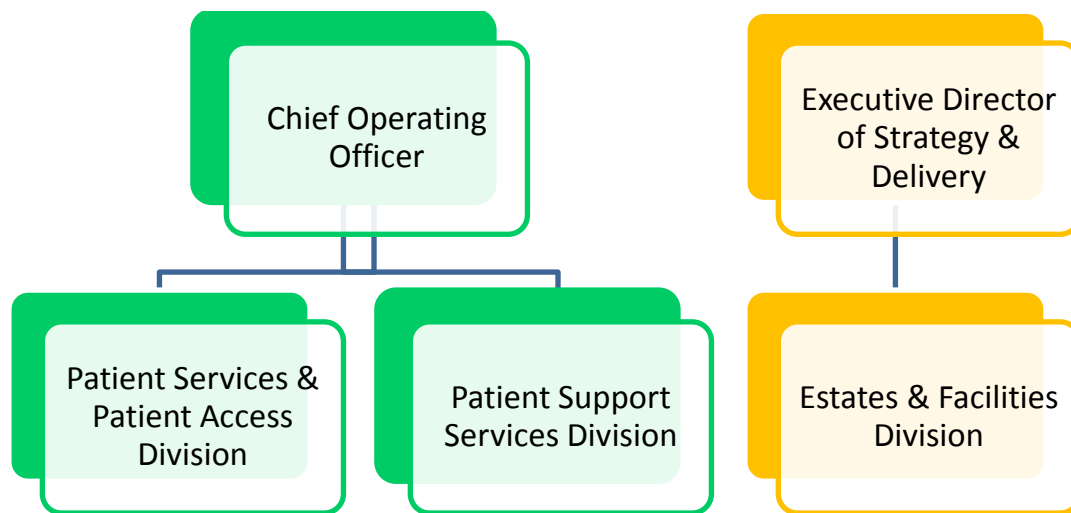 Chief Operating
Officer
Executive Director
of Strategy &
Delivery
Patient Services &
Patient Access
Division
Patient Support
Services Division
Estates & Facilities
Division